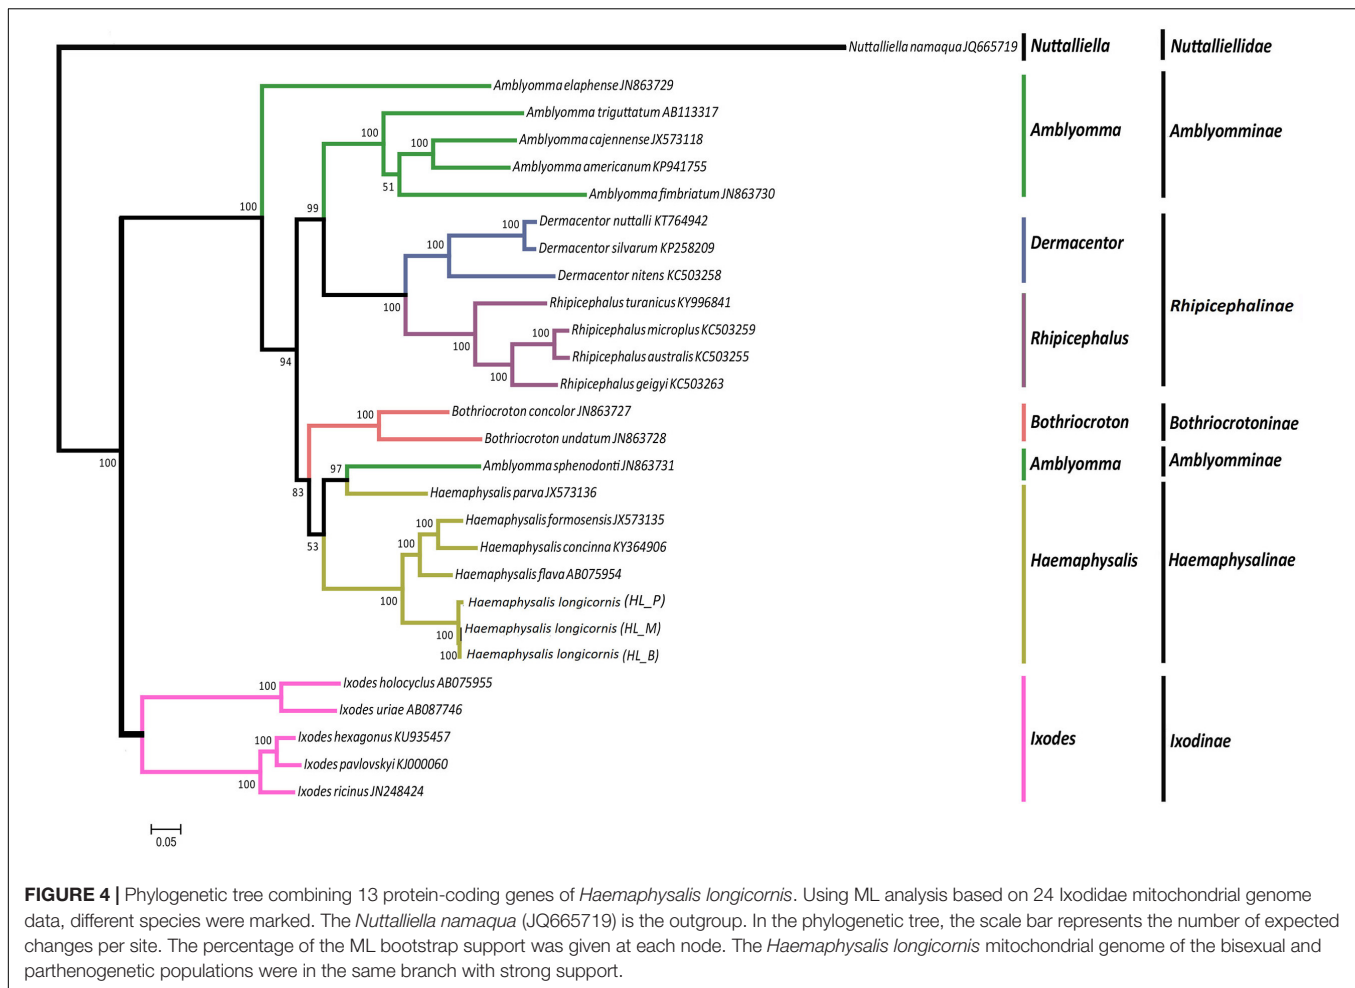 Nuttalliella namaqua JQ665719
Nuttalliella
Nuttalliellidae
Amblyomma elaphense JN863729
Amblyomma triguttatum AB113317
100
Amblyomma cajennense JX573118
100
Amblyomma
Amblyomminae
Amblyomma americanum KP941755
51
Amblyomma fimbriatum JN863730
100
99
Dermacentor nuttalli KT764942
100
100
Dermacentor silvarum KP258209
Dermacentor
Dermacentor nitens KC503258
100
Rhipicephalus turanicus KY996841
Rhipicephalinae
Rhipicephalus microplus KC503259
100
100
Rhipicephalus
94
Rhipicephalus australis KC503255
100
Rhipicephalus geigyi KC503263
Bothriocroton concolor JN863727
100
Bothriocroton
Bothriocrotoninae
Bothriocroton undatum JN863728
100
Amblyomma sphenodonti JN863731
97
Amblyomma
Amblyomminae
83
Haemaphysalis parva JX573136
Haemaphysalis formosensis JX573135
100
53
100
Haemaphysalis concinna KY364906
Haemaphysalis
Haemaphysalinae
Haemaphysalis flava AB075954
100
Haemaphysalis longicornis (HL_P)
Haemaphysalis longicornis (HL_M)
100
Haemaphysalis longicornis (HL_B)
100
Ixodes holocyclus AB075955
100
Ixodes uriae AB087746
Ixodes hexagonus KU935457
100
Ixodes
Ixodinae
Ixodes pavlovskyi KJ000060
100
Ixodes ricinus JN248424
0.05
FIGURE 4 | Phylogenetic tree combining 13 protein-coding genes of Haemaphysalis longicornis. Using ML analysis based on 24 Ixodidae mitochondrial genome
data, different species were marked. The Nuttalliella namaqua (JQ665719) is the outgroup. In the phylogenetic tree, the scale bar represents the number of expected
changes per site. The percentage of the ML bootstrap support was given at each node. The Haemaphysalis longicornis mitochondrial genome of the bisexual and
parthenogenetic populations were in the same branch with strong support.